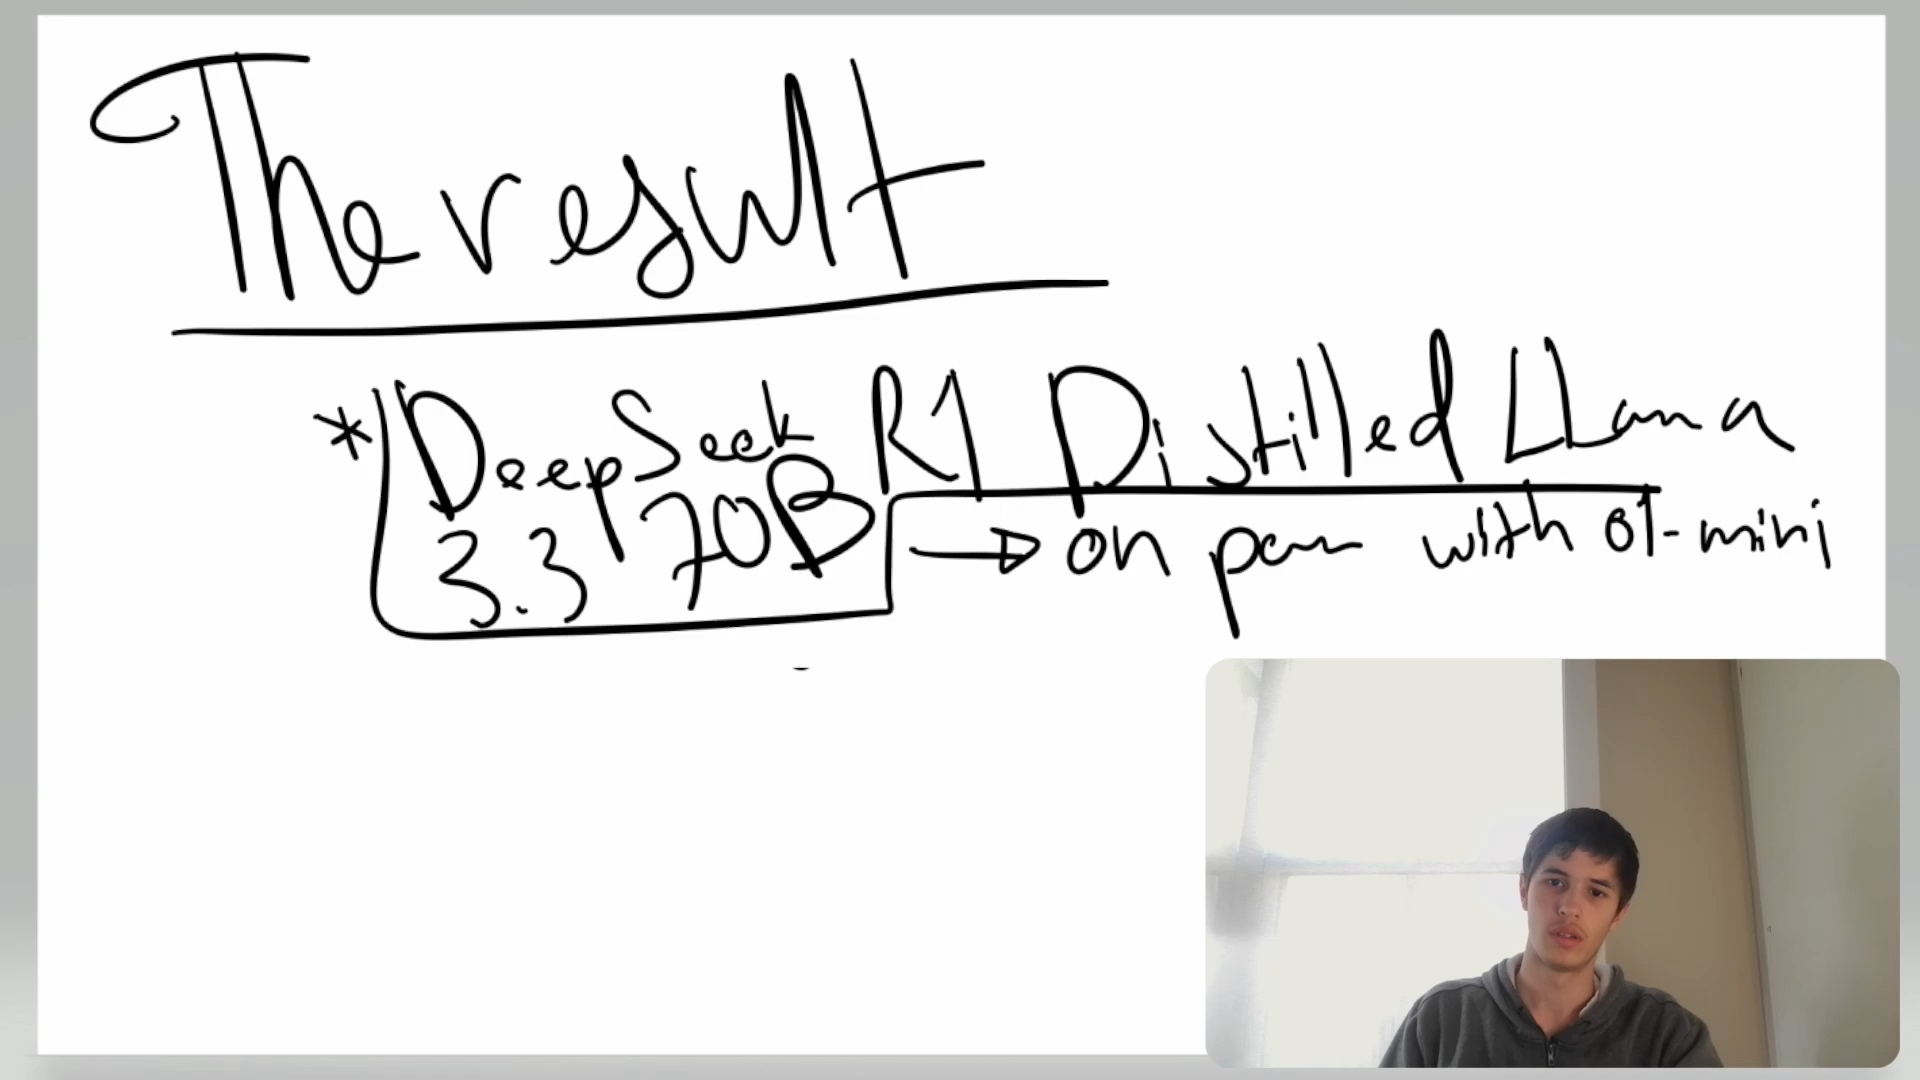 The result
* DeepSeek R1 Distilled LLama
3.3 70B → on par with o1-mini